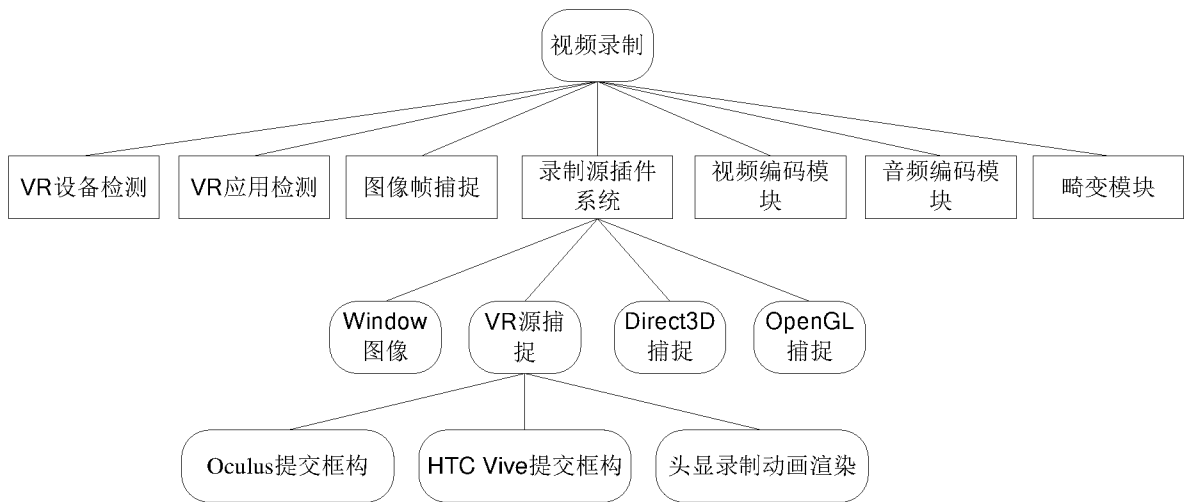 视频录制
VR设备检测
VR应用检测
图像帧捕捉
录制源插件
系统
视频编码模
块
音频编码模
块
畸变模块
Window
图像
VR源捕
捉
Direct3D
捕捉
OpenGL
捕捉
Oculus提交框构
HTC Vive提交框构
头显录制动画渲染